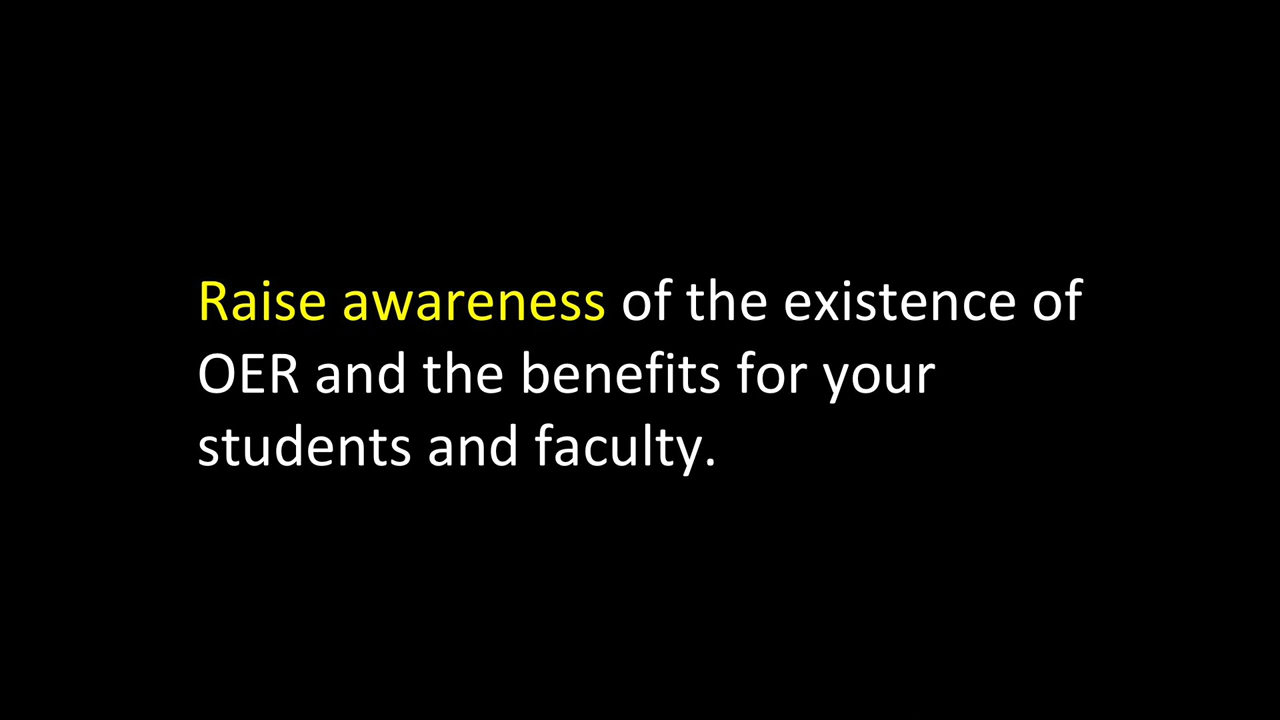 Raise awareness of the existence of
OER and the benefits for your
students and faculty.